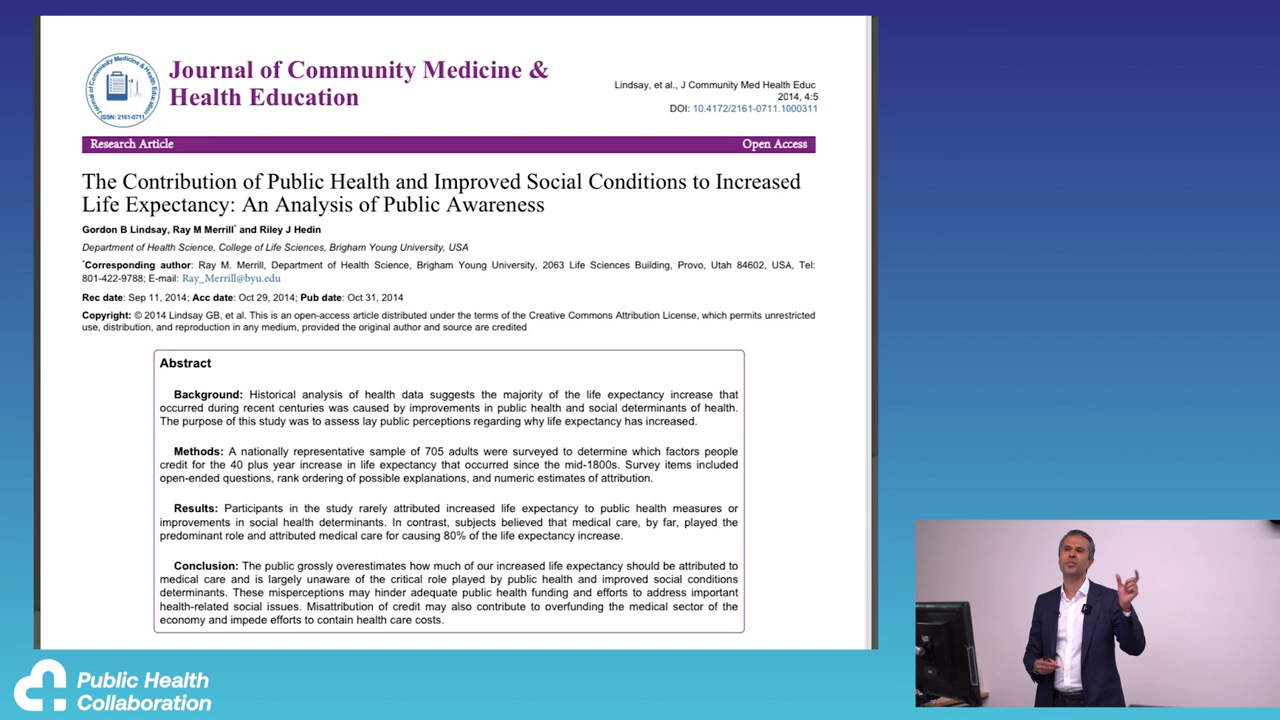 Journal of Community Medicine &
Health Education
Journal of Community Medicine & Health Education
ISSN: 2161-0711
Lindsay, et al., J Community Med Health Educ
2014, 4:5
DOI: 10.4172/2161-0711.1000311
Research Article
Open Access
The Contribution of Public Health and Improved Social Conditions to Increased
Life Expectancy: An Analysis of Public Awareness
Gordon B Lindsay, Ray M Merrill* and Riley J Hedin
Department of Health Science, College of Life Sciences, Brigham Young University, USA
*Corresponding author: Ray M. Merrill, Department of Health Science, Brigham Young University, 2063 Life Sciences Building, Provo, Utah 84602, USA, Tel:
801-422-9788; E-mail: Ray_Merrill@byu.edu
Rec date: Sep 11, 2014; Acc date: Oct 29, 2014; Pub date: Oct 31, 2014
Copyright: © 2014 Lindsay GB, et al. This is an open-access article distributed under the terms of the Creative Commons Attribution License, which permits unrestricted
use, distribution, and reproduction in any medium, provided the original author and source are credited
Abstract
Background: Historical analysis of health data suggests the majority of the life expectancy increase that
occurred during recent centuries was caused by improvements in public health and social determinants of health.
The purpose of this study was to assess lay public perceptions regarding why life expectancy has increased.
Methods: A nationally representative sample of 705 adults were surveyed to determine which factors people
credit for the 40 plus year increase in life expectancy that occurred since the mid-1800s. Survey items included
open-ended questions, rank ordering of possible explanations, and numeric estimates of attribution.
Results: Participants in the study rarely attributed increased life expectancy to public health measures or
improvements in social health determinants. In contrast, subjects believed that medical care, by far, played the
predominant role and attributed medical care for causing 80% of the life expectancy increase.
Conclusion: The public grossly overestimates how much of our increased life expectancy should be attributed to
medical care and is largely unaware of the critical role played by public health and improved social conditions
determinants. These misperceptions may hinder adequate public health funding and efforts to address important
health-related social issues. Misattribution of credit may also contribute to overfunding the medical sector of the
economy and impede efforts to contain health care costs.
Public Health
Collaboration